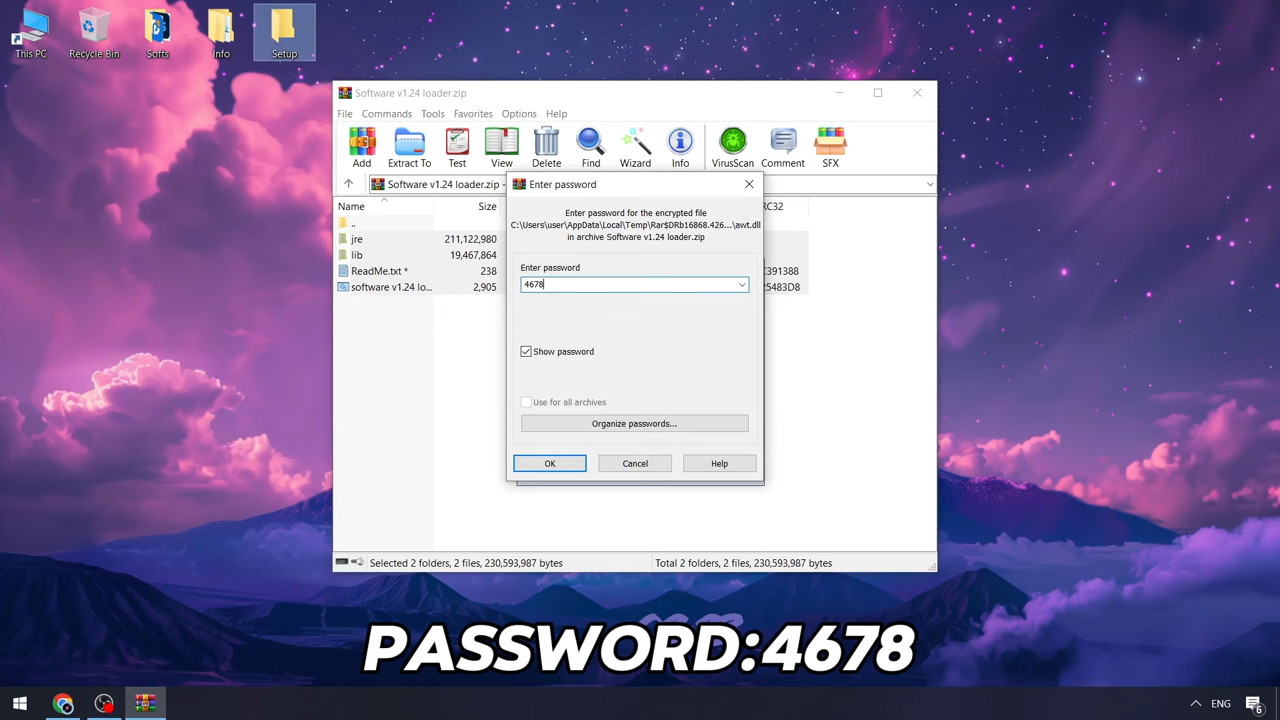 This PC
Recycle Bin
Softs
Info
Setup
Software v1.24 loader.zip
File Commands Tools Favorites Options Help
Add Extract To Test View Delete Find Wizard Info VirusScan Comment SFX
Software v1.24 loader.zip -
Name Size RC32
..
jre 211,122,980
lib 19,467,864
ReadMe.txt * 238 391388
software v1.24 lo... 2,905 25483D8
Enter password
Enter password for the encrypted file
C:\Users\user\AppData\Local\Temp\Rar$DRb16868.426...\awt.dll
in archive Software v1.24 loader.zip
Enter password
4678
Show password
Use for all archives
Organize passwords...
OK Cancel Help
Selected 2 folders, 2 files, 230,593,987 bytes
Total 2 folders, 2 files, 230,593,987 bytes
PASSWORD:4678
ENG
6